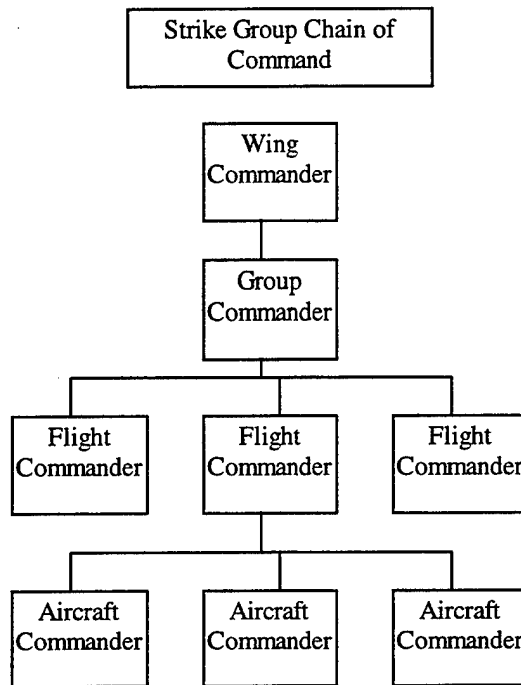 Strike Group Chain of
Command
Wing
Commander
Group
Commander
Flight
Commander
Flight
Commander
Flight
Commander
Aircraft
Commander
Aircraft
Commander
Aircraft
Commander